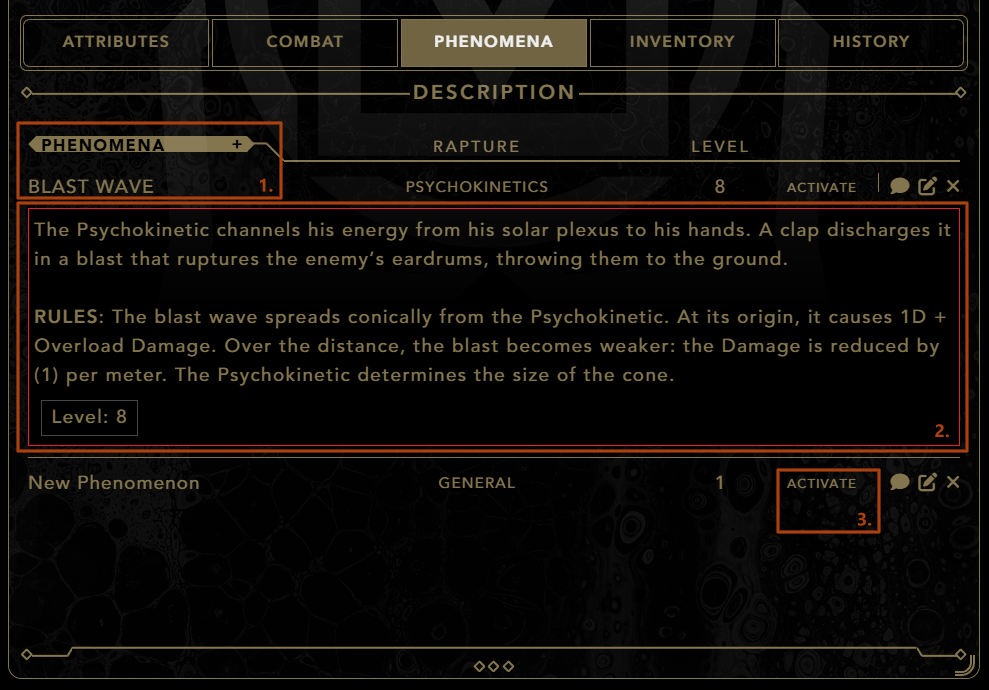 ATTRIBUTES COMBAT PHENOMENA INVENTORY HISTORY
DESCRIPTION
PHENOMENA + RAPTURE LEVEL
BLAST WAVE 1. PSYCHOKINETICS 8 ACTIVATE
The Psychokinetic channels his energy from his solar plexus to his hands. A clap discharges it
in a blast that ruptures the enemy's eardrums, throwing them to the ground.
RULES: The blast wave spreads conically from the Psychokinetic. At its origin, it causes 1D +
Overload Damage. Over the distance, the blast becomes weaker: the Damage is reduced by
(1) per meter. The Psychokinetic determines the size of the cone.
Level: 8
2.
New Phenomenon GENERAL 1 ACTIVATE
3.